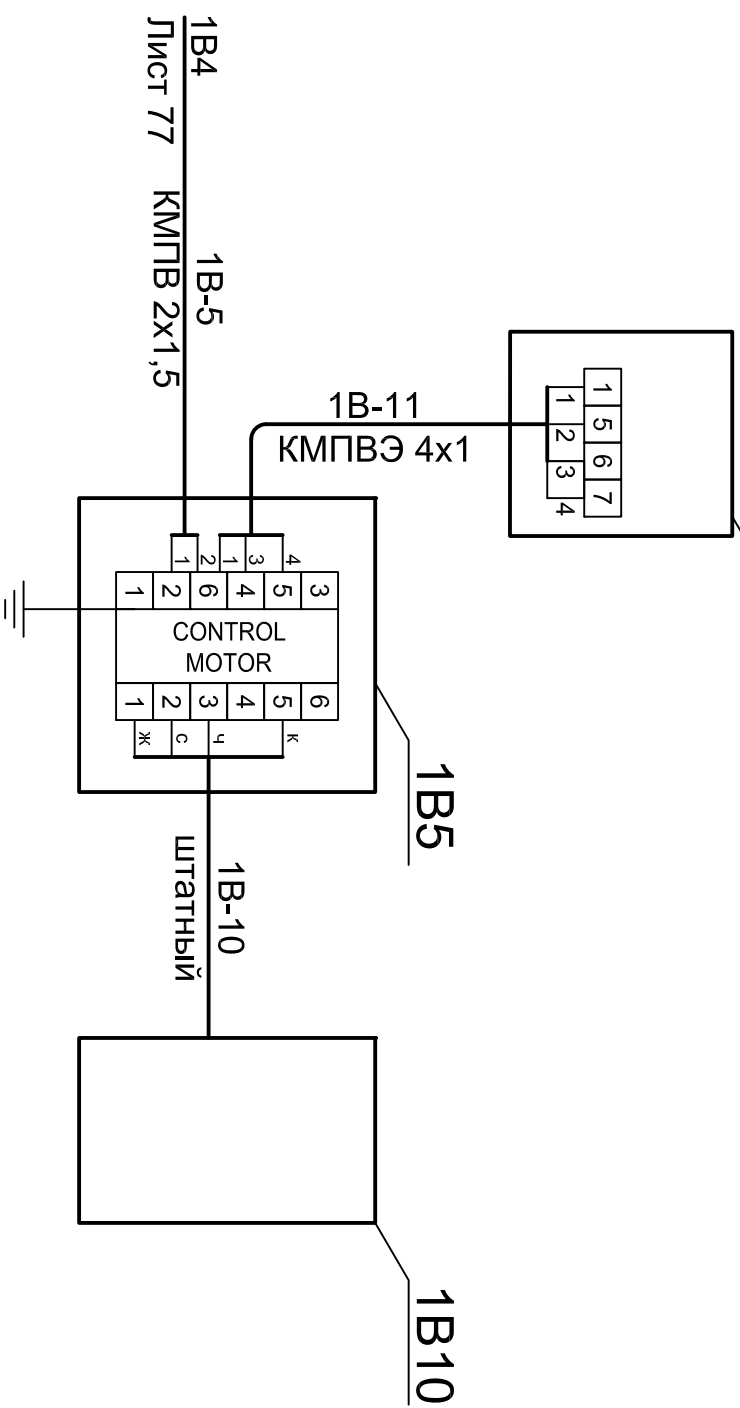 1В4
Лист 77
1В-5
КМПВ 2x1,5
1 5 6 7
1 2 3 4
1В-11
КМПВЭ 4x1
1 2 1 3 4
1 2 6 4 5 3
CONTROL
MOTOR
1 2 3 4 5 6
ж с ч к
1В5
1В-10
штатный
1В10